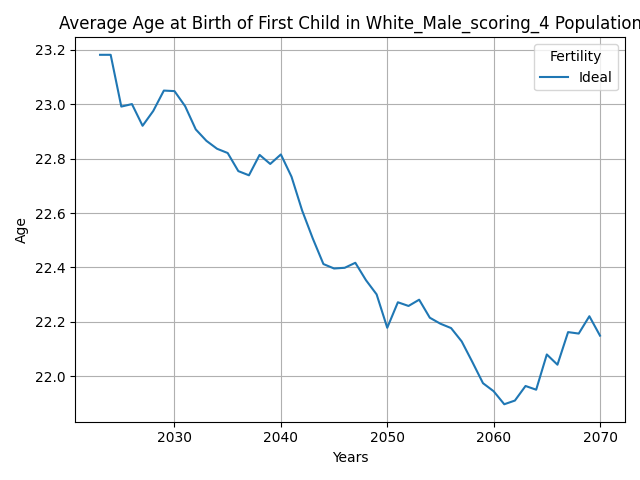 Average Age at Birth of First Child in White_Male_scoring_4 Population
23.2
23.0
22.8
22.6
22.4
22.2
22.0
Age
Fertility
Ideal
2030 2040 2050 2060 2070
Years